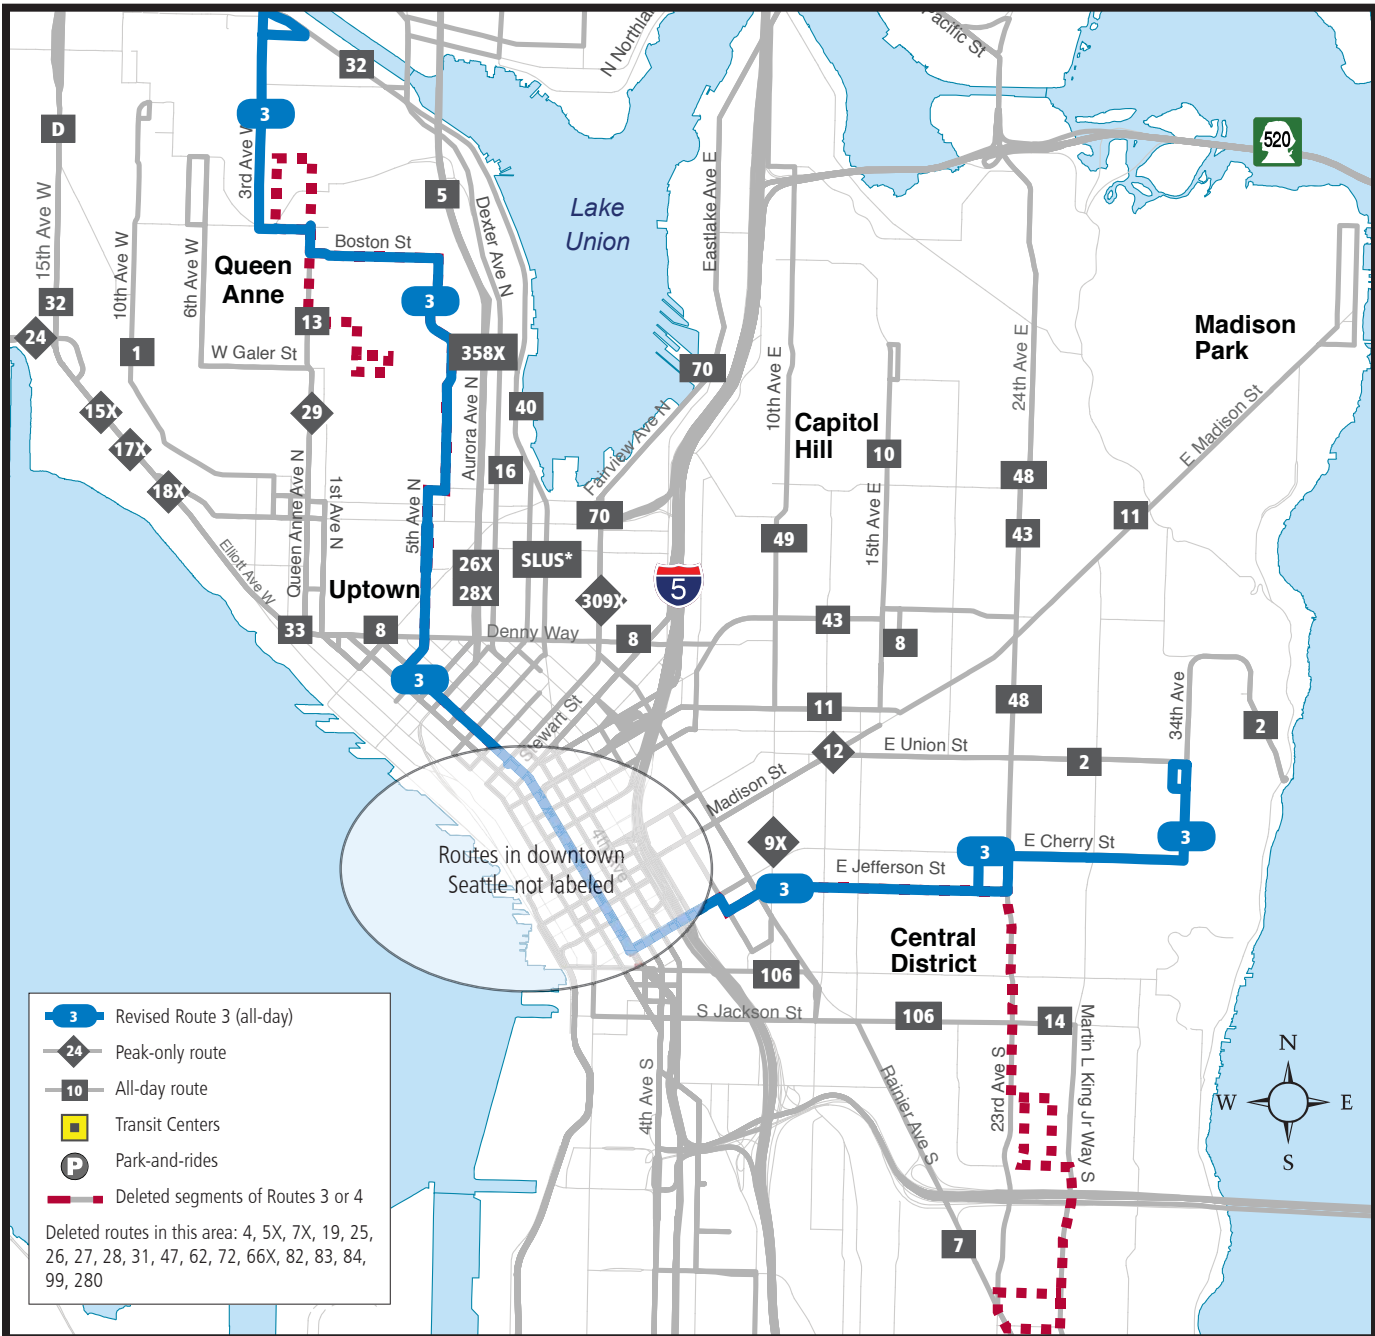 Pacific St
N Northla
32
3
3rd Ave W
520
D
5
Dexter Ave N
Lake
Union
Eastlake Ave E
15th Ave W
10th Ave W
6th Ave W
Boston St
Queen
Anne
3
32
24
13
1
W Galer St
358X
70
Madison
Park
24th Ave E
10th Ave E
15X
29
40
Aurora Ave N
Fairview Ave N
Capitol
Hill
E Madison St
17X
10
18X
16
48
Queen Anne Ave N
1st Ave N
5th Ave N
70
15th Ave E
11
49
43
Elliott Ave W
26X
28X
SLUS*
5
309X
Uptown
33
8
Denny Way
8
43
8
3
11
48
34th Ave
2
Stewart St
12
E Union St
2
Madison St
4th Ave
Routes in downtown
Seattle not labeled
9X
3
E Cherry St
3
E Jefferson St
3
Central
District
106
S Jackson St
106
14
Martin L King Jr Way S
23rd Ave S
4th Ave S
Rainier Ave S
7
N
W
E
S
3
Revised Route 3 (all-day)
24
Peak-only route
10
All-day route
Transit Centers
P
Park-and-rides
Deleted segments of Routes 3 or 4
Deleted routes in this area: 4, 5X, 7X, 19, 25,
26, 27, 28, 31, 47, 62, 72, 66X, 82, 83, 84,
99, 280